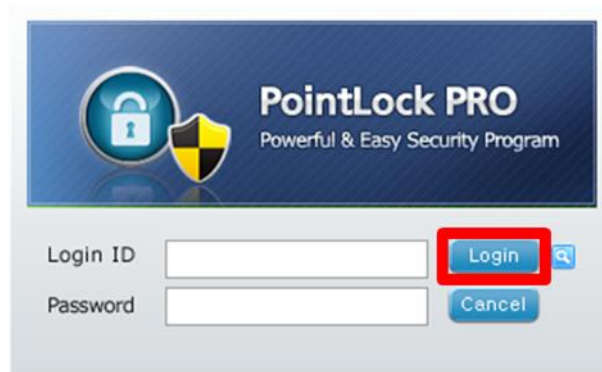 PointLock PRO
Powerful & Easy Security Program
Login ID
Login
Password
Cancel